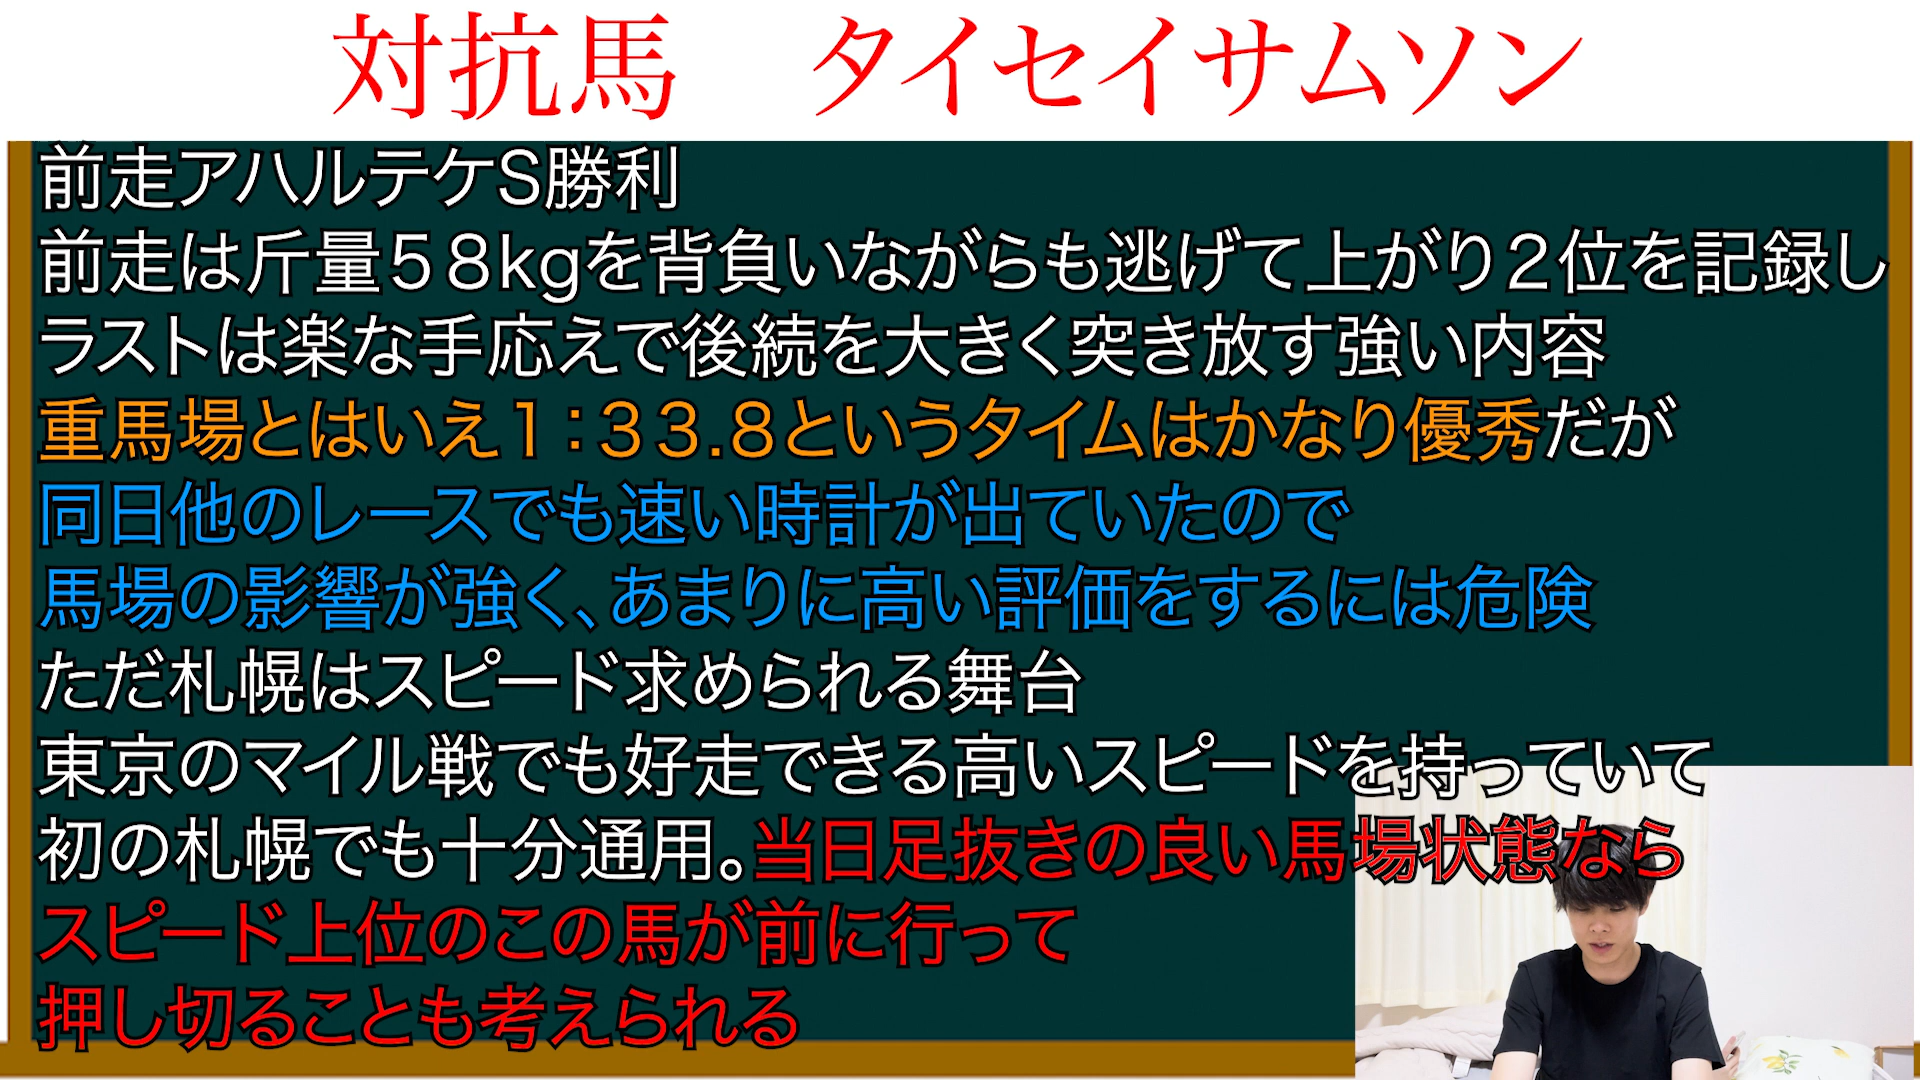 対抗馬　タイセイサムソン
前走アハルテケS勝利
前走は斤量５８kgを背負いながらも逃げて上がり２位を記録し
ラストは楽な手応えで後続を大きく突き放す強い内容
重馬場とはいえ１：３３.８というタイムはかなり優秀だが
同日他のレースでも速い時計が出ていたので
馬場の影響が強く、あまりに高い評価をするには危険
ただ札幌はスピード求められる舞台
東京のマイル戦でも好走できる高いスピードを持っていて
初の札幌でも十分通用。当日足抜きの良い馬場状態なら
スピード上位のこの馬が前に行って
押し切ることも考えられる